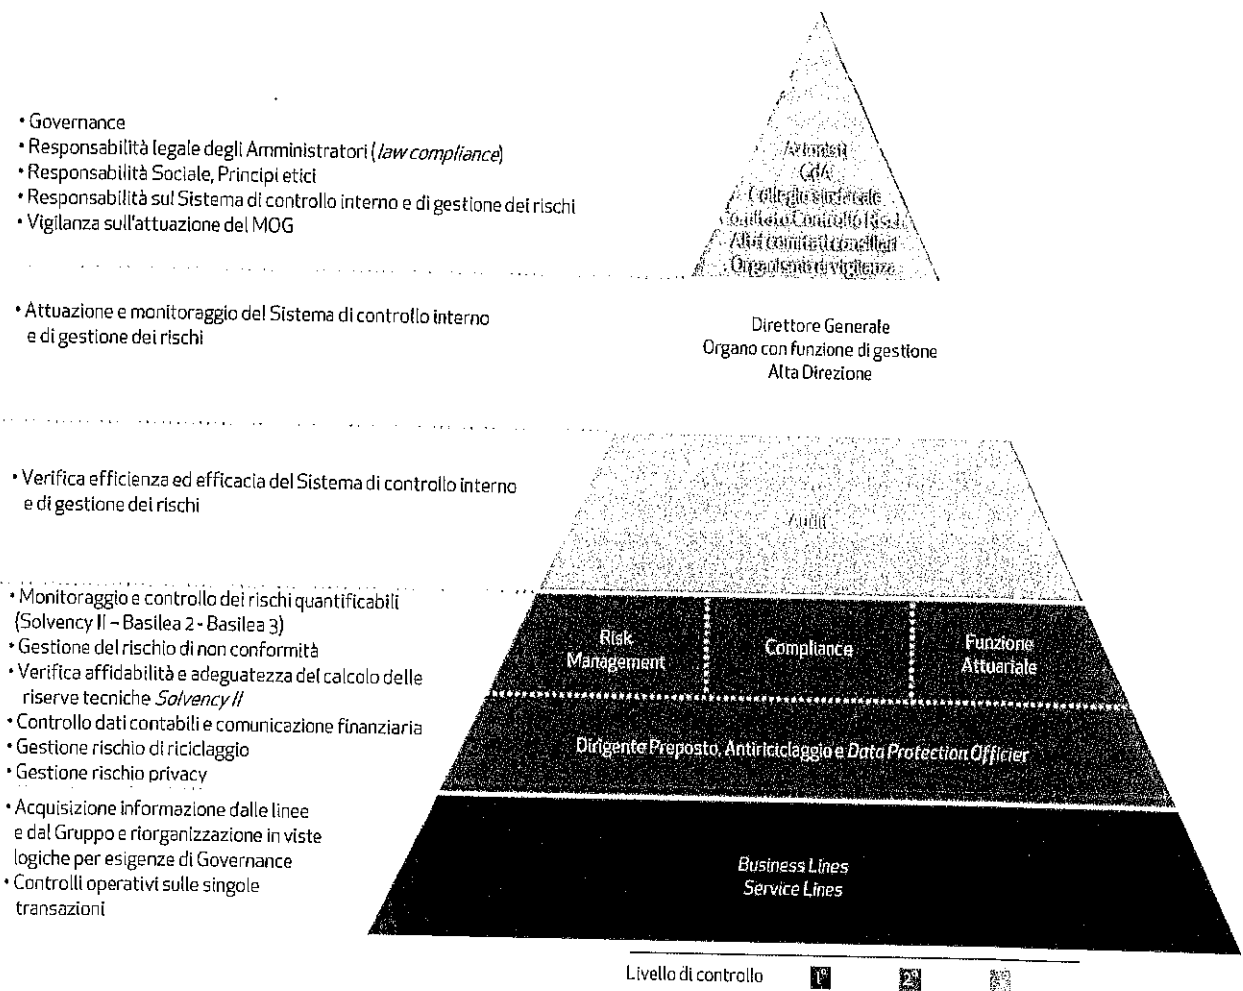 • Governance
• Responsabilità legale degli Amministratori (law compliance)
• Responsabilità Sociale, Principi etici
• Responsabilità sul Sistema di controllo interno e di gestione dei rischi
• Vigilanza sull'attuazione del MOG
Azionisti
CdA
Collegio sindacale
Comitato Controllo Rischi
Altri comitati consiliari
Organismo di vigilanza
• Attuazione e monitoraggio del Sistema di controllo interno
e di gestione dei rischi
Direttore Generale
Organo con funzione di gestione
Alta Direzione
• Verifica efficienza ed efficacia del Sistema di controllo interno
e di gestione dei rischi
Audit
• Monitoraggio e controllo dei rischi quantificabili
(Solvency II – Basilea 2 - Basilea 3)
• Gestione del rischio di non conformità
• Verifica affidabilità e adeguatezza del calcolo delle
riserve tecniche Solvency II
• Controllo dati contabili e comunicazione finanziaria
• Gestione rischio di riciclaggio
• Gestione rischio privacy
Risk
Management
Compliance
Funzione
Attuariale
Dirigente Preposto, Antiriciclaggio e Data Protection Officier
• Acquisizione informazione dalle linee
e dal Gruppo e riorganizzazione in viste
logiche per esigenze di Governance
• Controlli operativi sulle singole
transazioni
Business Lines
Service Lines
Livello di controllo 1° 2° 3°